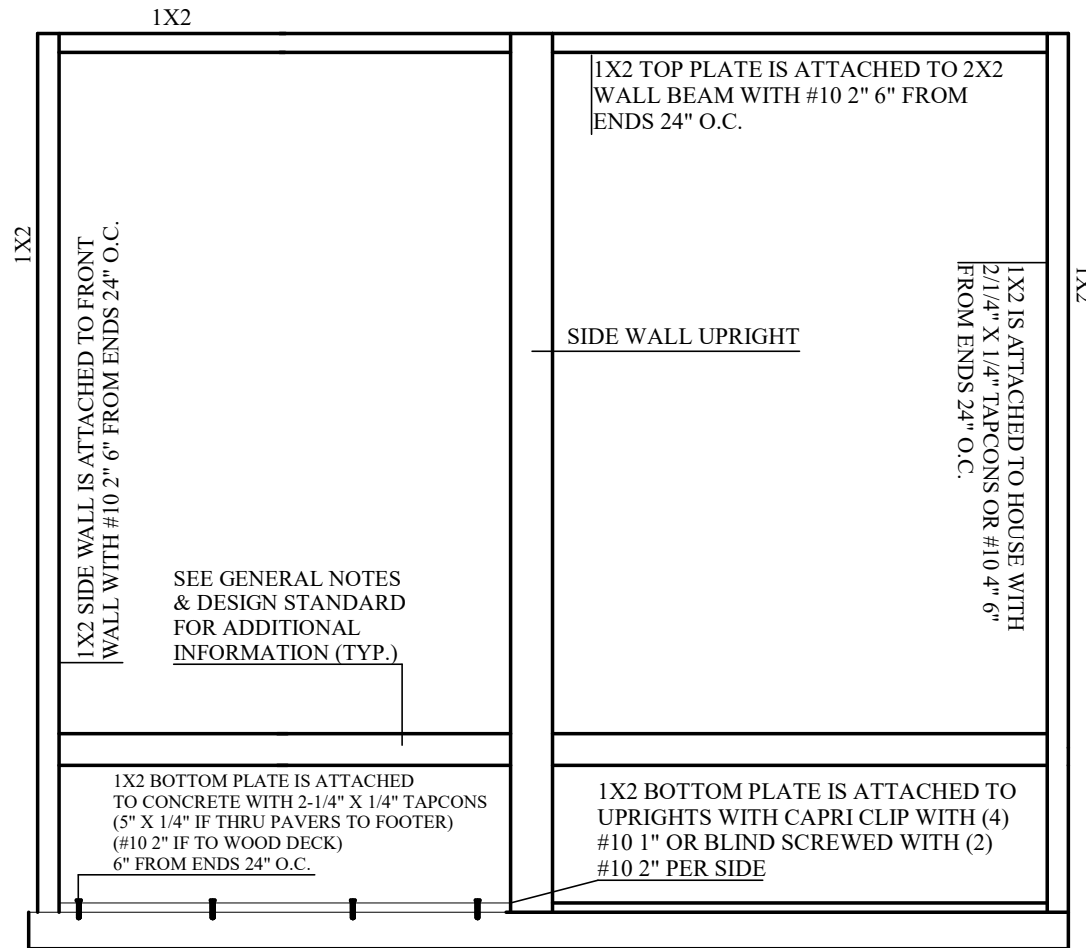 1X2
1X2 TOP PLATE IS ATTACHED TO 2X2
WALL BEAM WITH #10 2" 6" FROM
ENDS 24" O.C.
1X2
1X2 SIDE WALL IS ATTACHED TO FRONT
WALL WITH #10 2" 6" FROM ENDS 24" O.C.
SIDE WALL UPRIGHT
1X2 IS ATTACHED TO HOUSE WITH
2/1/4" X 1/4" TAPCONS OR #10 4" 6"
FROM ENDS 24" O.C.
1X2
SEE GENERAL NOTES
& DESIGN STANDARD
FOR ADDITIONAL
INFORMATION (TYP.)
1X2 BOTTOM PLATE IS ATTACHED
TO CONCRETE WITH 2-1/4" X 1/4" TAPCONS
(5" X 1/4" IF THRU PAVERS TO FOOTER)
(#10 2" IF TO WOOD DECK)
6" FROM ENDS 24" O.C.
1X2 BOTTOM PLATE IS ATTACHED TO
UPRIGHTS WITH CAPRI CLIP WITH (4)
#10 1" OR BLIND SCREWED WITH (2)
#10 2" PER SIDE